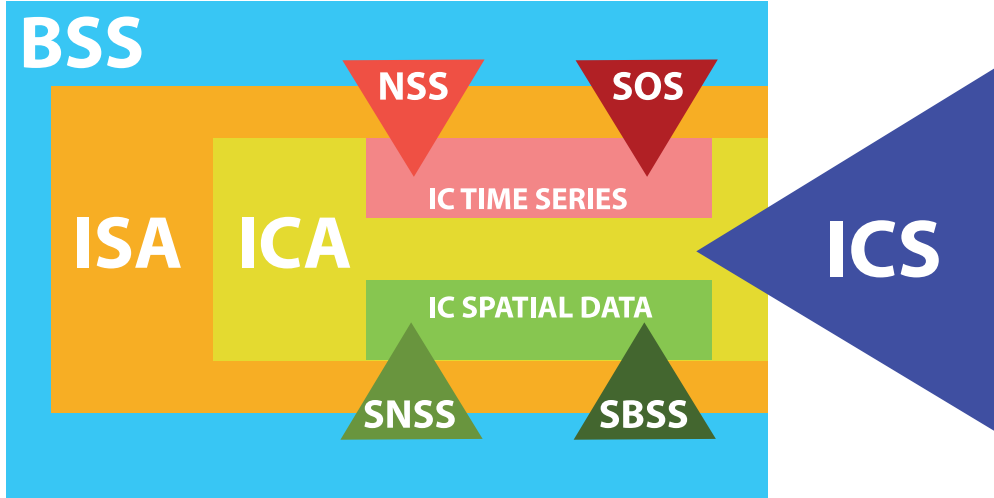 BSS
NSS
SOS
IC TIME SERIES
ISA
ICA
ICS
IC SPATIAL DATA
SNSS
SBSS